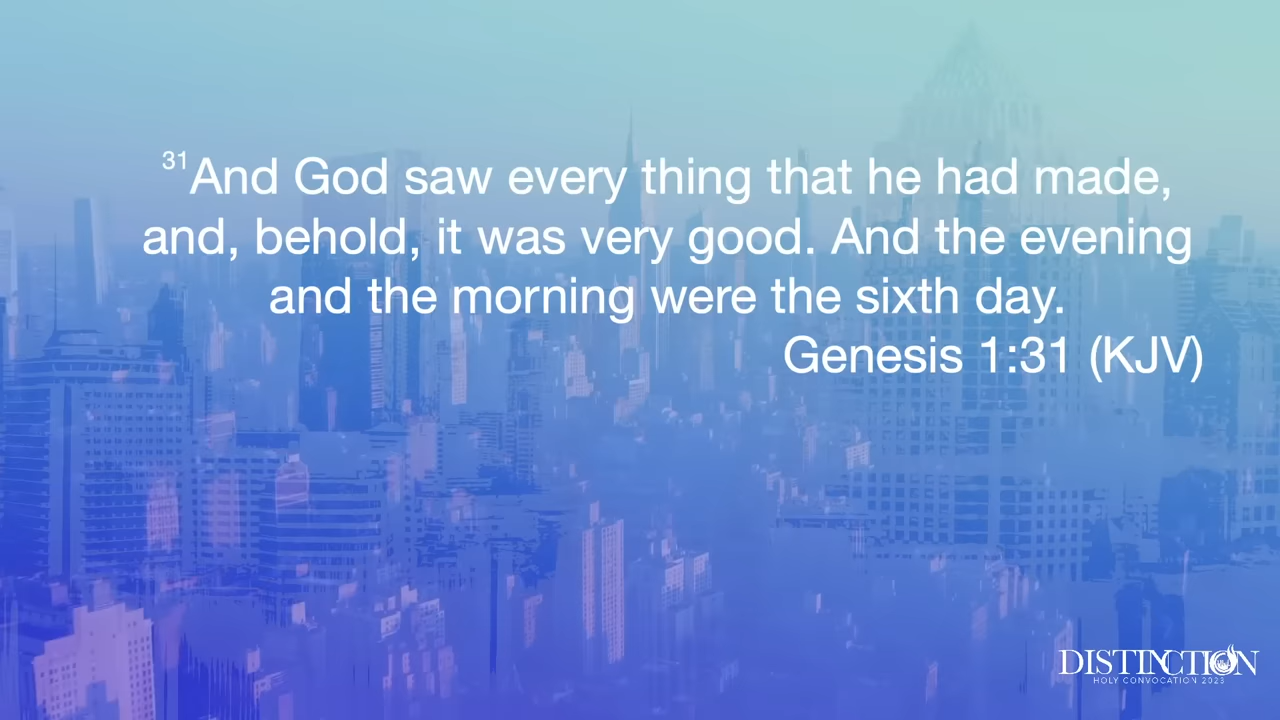 31And God saw every thing that he had made,
and, behold, it was very good. And the evening
and the morning were the sixth day.
Genesis 1:31 (KJV)
DISTINCTION
HOLY CONVOCATION 2023